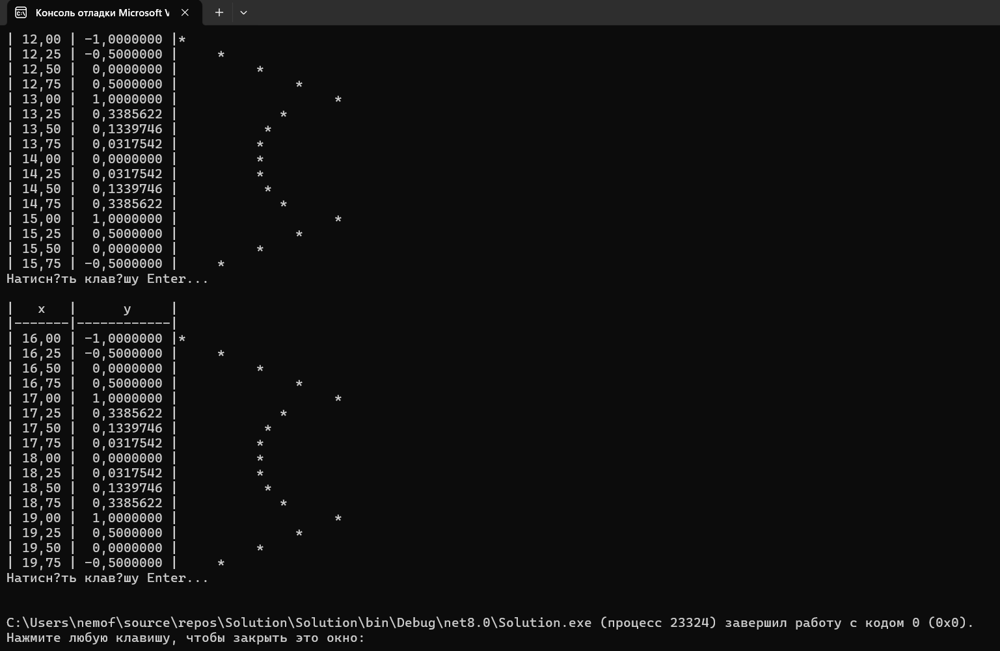 Консоль отладки Microsoft V
| 12,00 | -1,0000000 |*
| 12,25 | -0,5000000 |     *
| 12,50 |  0,0000000 |          *
| 12,75 |  0,5000000 |               *
| 13,00 |  1,0000000 |                    *
| 13,25 |  0,3385622 |             *
| 13,50 |  0,1339746 |           *
| 13,75 |  0,0317542 |          *
| 14,00 |  0,0000000 |          *
| 14,25 |  0,0317542 |          *
| 14,50 |  0,1339746 |           *
| 14,75 |  0,3385622 |             *
| 15,00 |  1,0000000 |                    *
| 15,25 |  0,5000000 |               *
| 15,50 |  0,0000000 |          *
| 15,75 | -0,5000000 |     *
Натисн?ть клав?шу Enter...
|   x   |      y     |
|-------|------------|
| 16,00 | -1,0000000 |*
| 16,25 | -0,5000000 |     *
| 16,50 |  0,0000000 |          *
| 16,75 |  0,5000000 |               *
| 17,00 |  1,0000000 |                    *
| 17,25 |  0,3385622 |             *
| 17,50 |  0,1339746 |           *
| 17,75 |  0,0317542 |          *
| 18,00 |  0,0000000 |          *
| 18,25 |  0,0317542 |          *
| 18,50 |  0,1339746 |           *
| 18,75 |  0,3385622 |             *
| 19,00 |  1,0000000 |                    *
| 19,25 |  0,5000000 |               *
| 19,50 |  0,0000000 |          *
| 19,75 | -0,5000000 |     *
Натисн?ть клав?шу Enter...
C:\Users\nemof\source\repos\Solution\Solution\bin\Debug\net8.0\Solution.exe (процесс 23324) завершил работу с кодом 0 (0x0).
Нажмите любую клавишу, чтобы закрыть это окно: